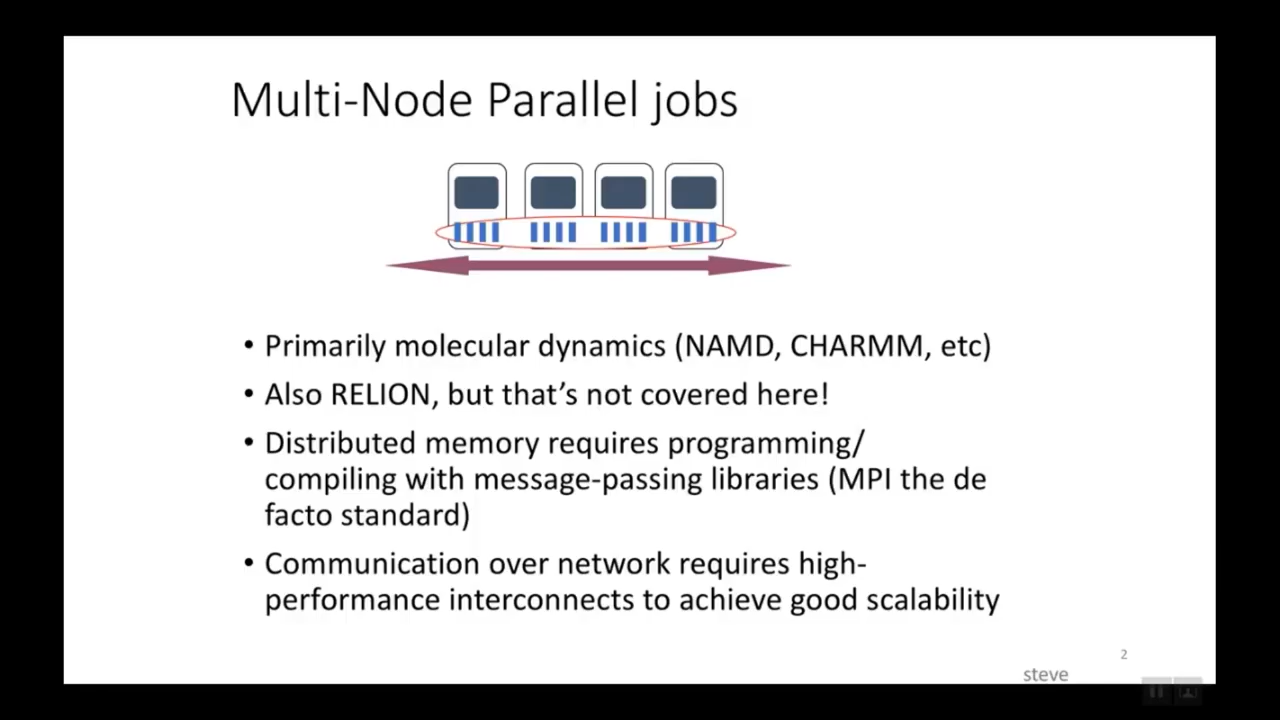 Multi-Node Parallel jobs
• Primarily molecular dynamics (NAMD, CHARMM, etc)
• Also RELION, but that’s not covered here!
• Distributed memory requires programming/
compiling with message-passing libraries (MPI the de
facto standard)
• Communication over network requires high-
performance interconnects to achieve good scalability
2
steve